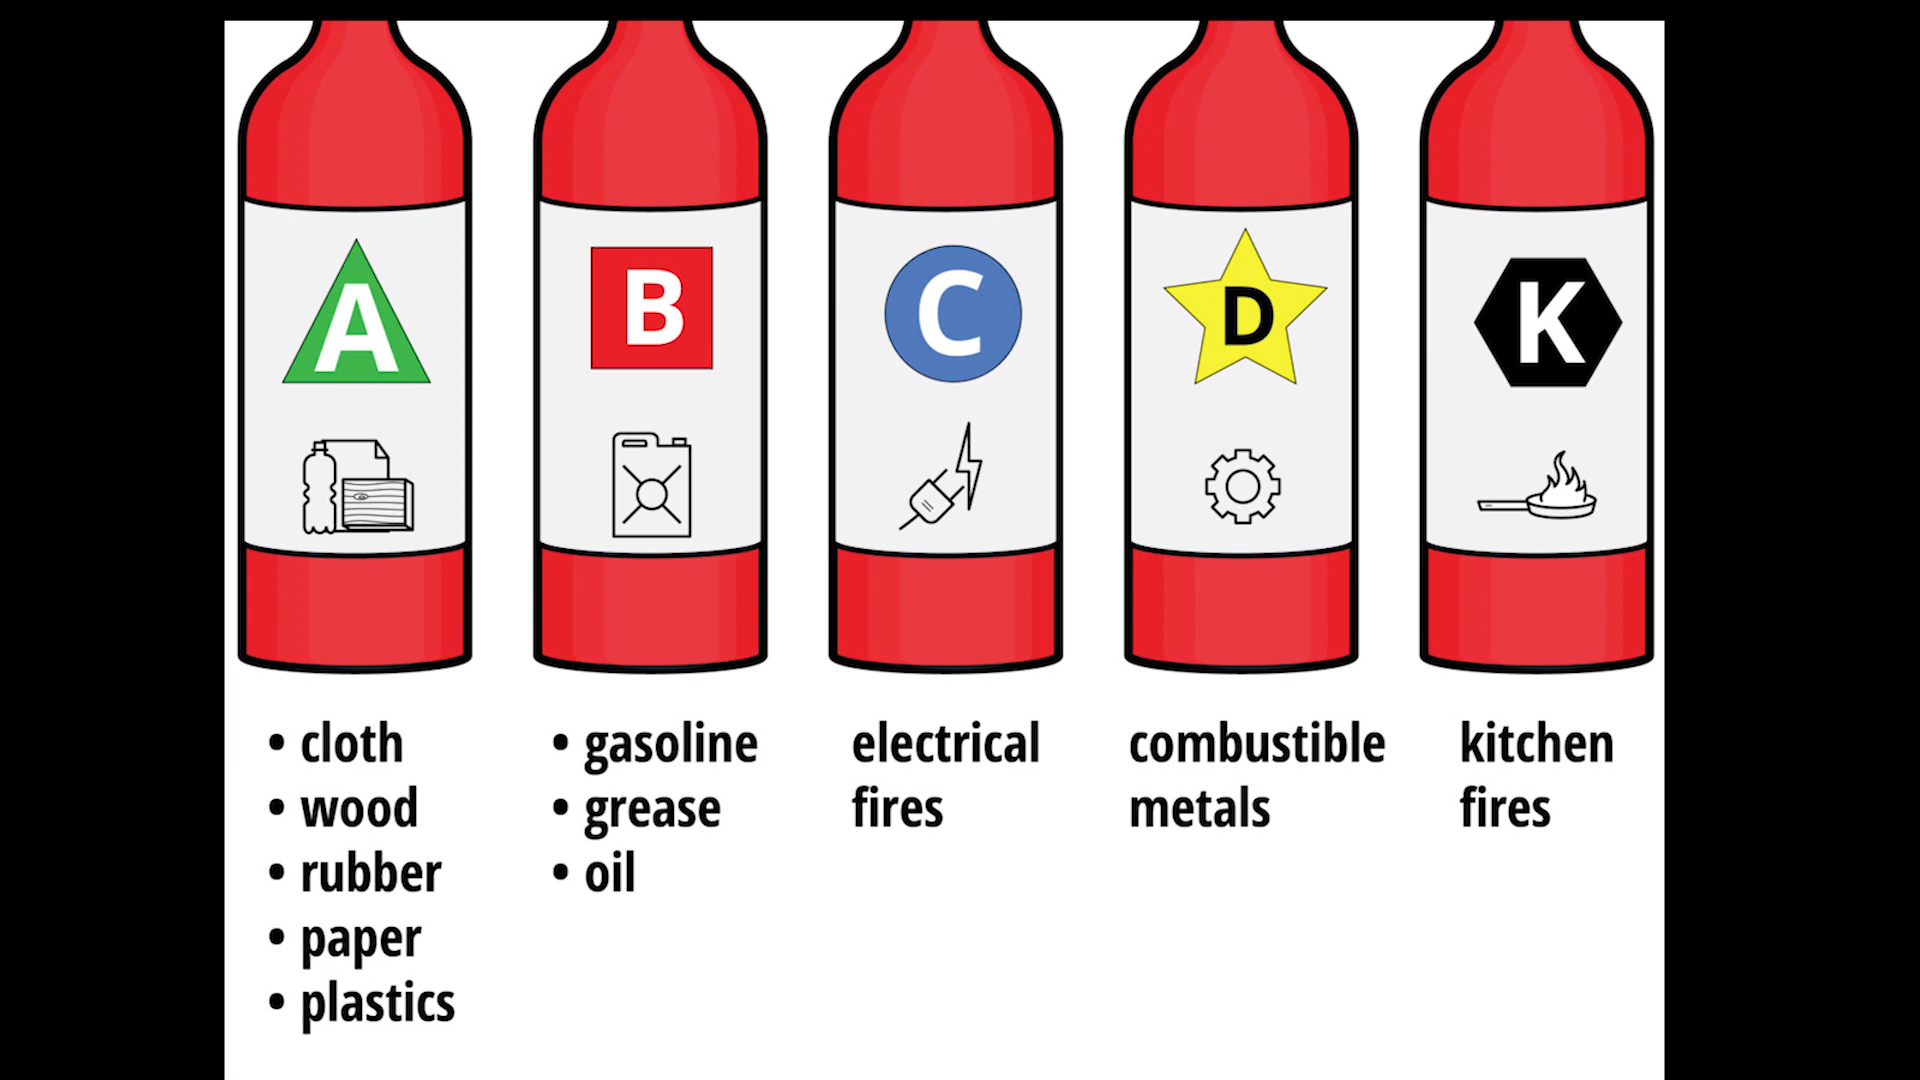 A
B
C
D
K
• cloth
• wood
• rubber
• paper
• plastics
• gasoline
• grease
• oil
electrical
fires
combustible
metals
kitchen
fires